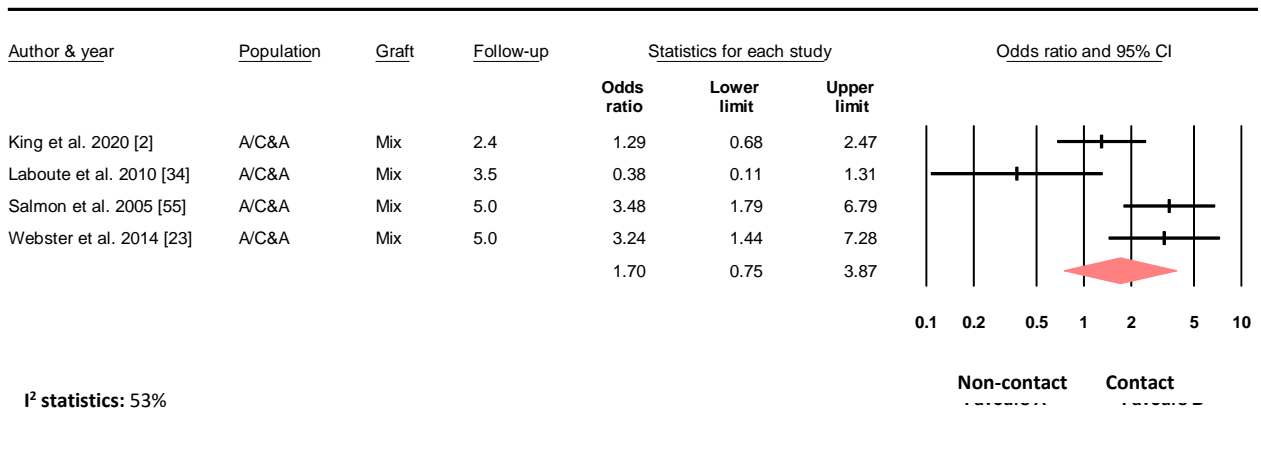 Author & year Population Graft Follow-up Statistics for each study Odds ratio and 95% CI
Odds ratio Lower limit Upper limit
King et al. 2020 [2] A/C&A Mix 2.4 1.29 0.68 2.47
Laboute et al. 2010 [34] A/C&A Mix 3.5 0.38 0.11 1.31
Salmon et al. 2005 [55] A/C&A Mix 5.0 3.48 1.79 6.79
Webster et al. 2014 [23] A/C&A Mix 5.0 3.24 1.44 7.28
1.70 0.75 3.87
0.1 0.2 0.5 1 2 5 10
Non-contact Contact
I² statistics: 53%